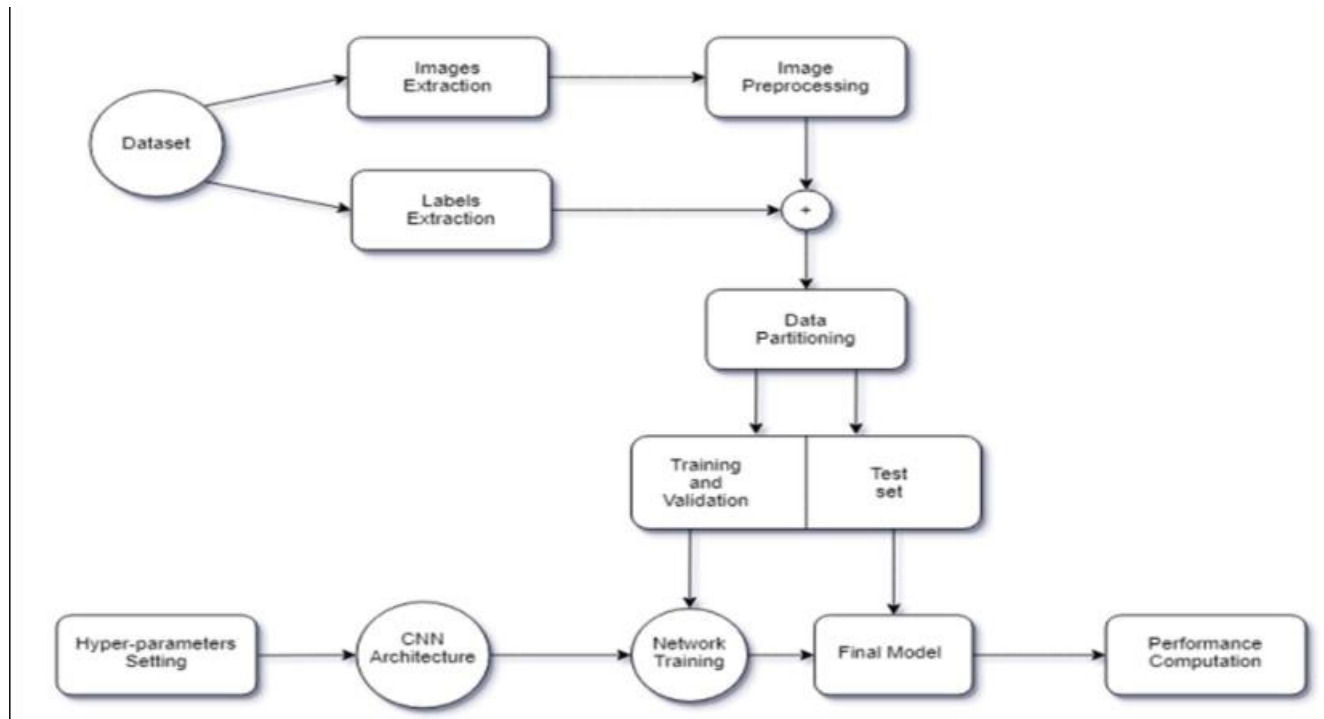 Images
Extraction
Image
Preprocessing
Dataset
Labels
Extraction
+
Data
Partitioning
Training
and
Validation
Test
set
Hyper-parameters
Setting
CNN
Architecture
Network
Training
Final Model
Performance
Computation